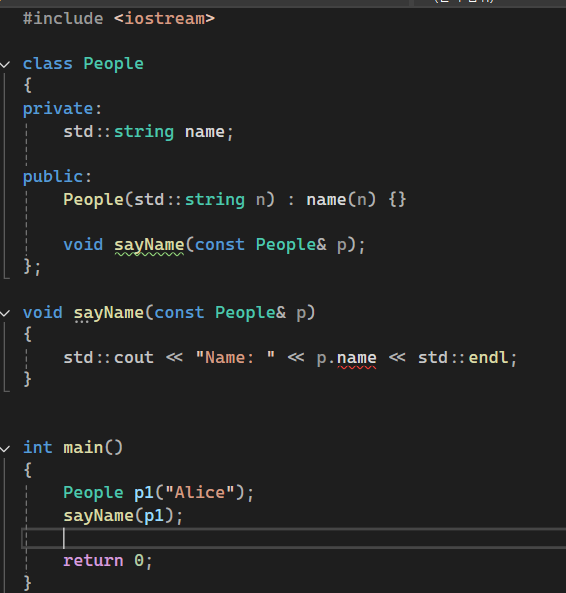 #include <iostream>
class People
{
private:
std::string name;
public:
People(std::string n) : name(n) {}
void sayName(const People& p);
};
void sayName(const People& p)
{
std::cout << "Name: " << p.name << std::endl;
}
int main()
{
People p1("Alice");
sayName(p1);
return 0;
}